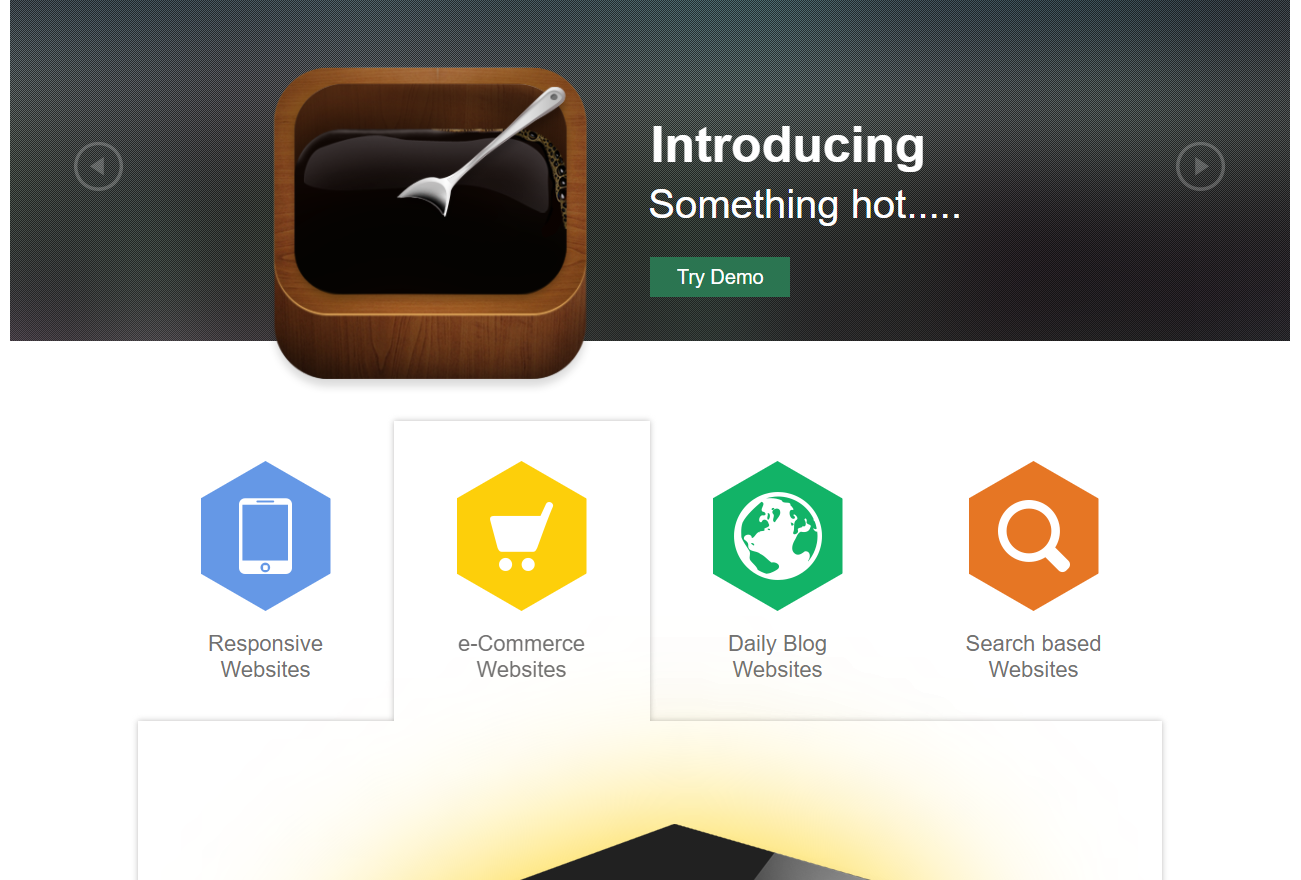 Introducing
Something hot.....
Try Demo
Responsive
Websites
e-Commerce
Websites
Daily Blog
Websites
Search based
Websites